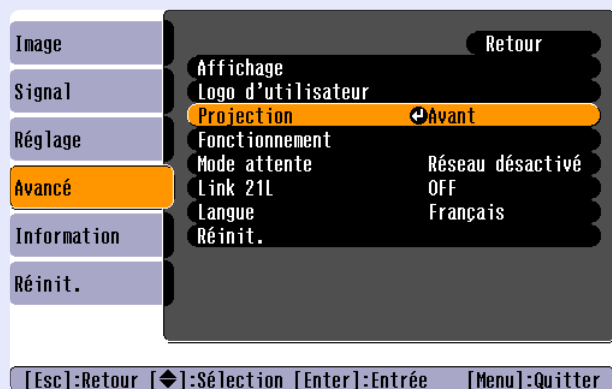 Image
Signal
Réglage
Avancé
Information
Réinit.
Retour
Affichage
Logo d'utilisateur
Projection Avant
Fonctionnement
Mode attente Réseau désactivé
Link 21L OFF
Langue Français
Réinit.
[Esc]:Retour [◆]:Sélection [Enter]:Entrée [Menu]:Quitter